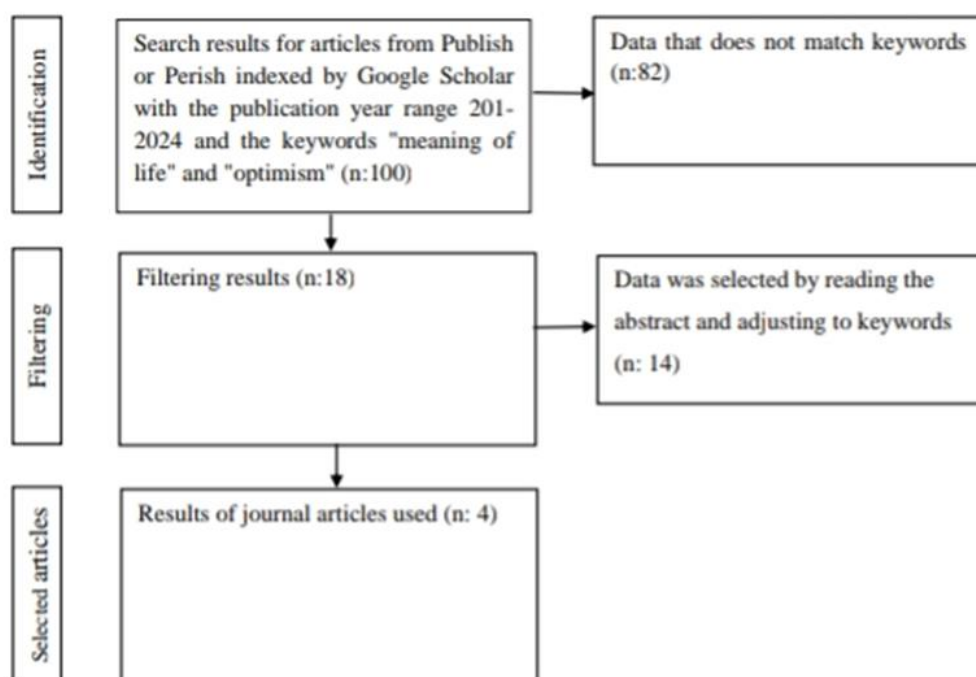 Identification
Search results for articles from Publish
or Perish indexed by Google Scholar
with the publication year range 201-
2024 and the keywords "meaning of
life" and "optimism" (n:100)
Data that does not match keywords
(n:82)
Filtering
Filtering results (n:18)
Data was selected by reading the
abstract and adjusting to keywords
(n: 14)
Selected articles
Results of journal articles used (n: 4)